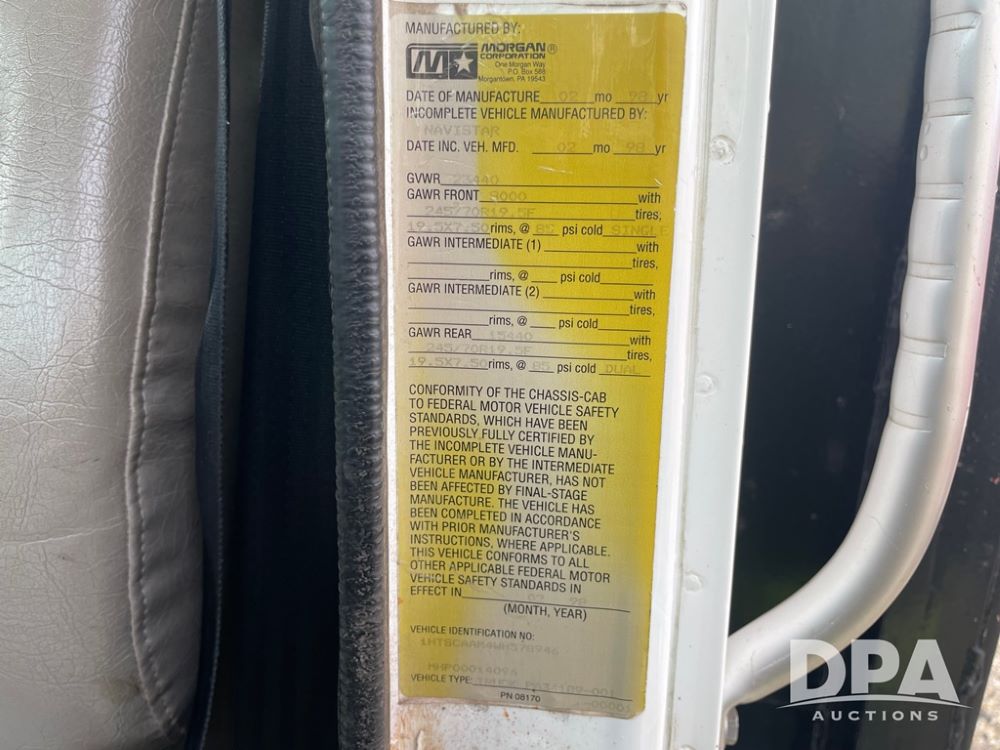 MANUFACTURED BY:
M MORGAN®
CORPORATION
One Morgan Way
P.O. Box 588
Morgantown, PA 19543
DATE OF MANUFACTURE 02 mo 98 yr
INCOMPLETE VEHICLE MANUFACTURED BY:
NAVISTAR
DATE INC. VEH. MFD. 02 mo 98 yr
GVWR 23440
GAWR FRONT 8000 with
245/70R19.5F tires,
19.5X7.50 rims, @ 85 psi cold SINGLE
GAWR INTERMEDIATE (1) with
tires,
rims, @ psi cold
GAWR INTERMEDIATE (2) with
tires,
rims, @ psi cold
GAWR REAR 15440 with
245/70R19.5F tires,
19.5X7.50 rims, @ 85 psi cold DUAL
CONFORMITY OF THE CHASSIS-CAB
TO FEDERAL MOTOR VEHICLE SAFETY
STANDARDS, WHICH HAVE BEEN
PREVIOUSLY FULLY CERTIFIED BY
THE INCOMPLETE VEHICLE MANU-
FACTURER OR BY THE INTERMEDIATE
VEHICLE MANUFACTURER, HAS NOT
BEEN AFFECTED BY FINAL-STAGE
MANUFACTURE. THE VEHICLE HAS
BEEN COMPLETED IN ACCORDANCE
WITH PRIOR MANUFACTURER'S
INSTRUCTIONS, WHERE APPLICABLE.
THIS VEHICLE CONFORMS TO ALL
OTHER APPLICABLE FEDERAL MOTOR
VEHICLE SAFETY STANDARDS IN
EFFECT IN 02 98
(MONTH, YEAR)
VEHICLE IDENTIFICATION NO:
1HTSCAAM4WH578946
MHP00014096
VEHICLE TYPE TRUCK
PN 08170
DPA
AUCTIONS